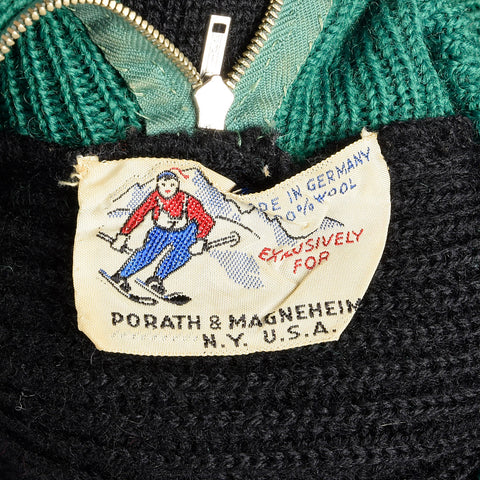 IN GERMANY
WOOL
EXCLUSIVELY
FOR
PORATH & MAGNEHEIM
N.Y. U.S.A.